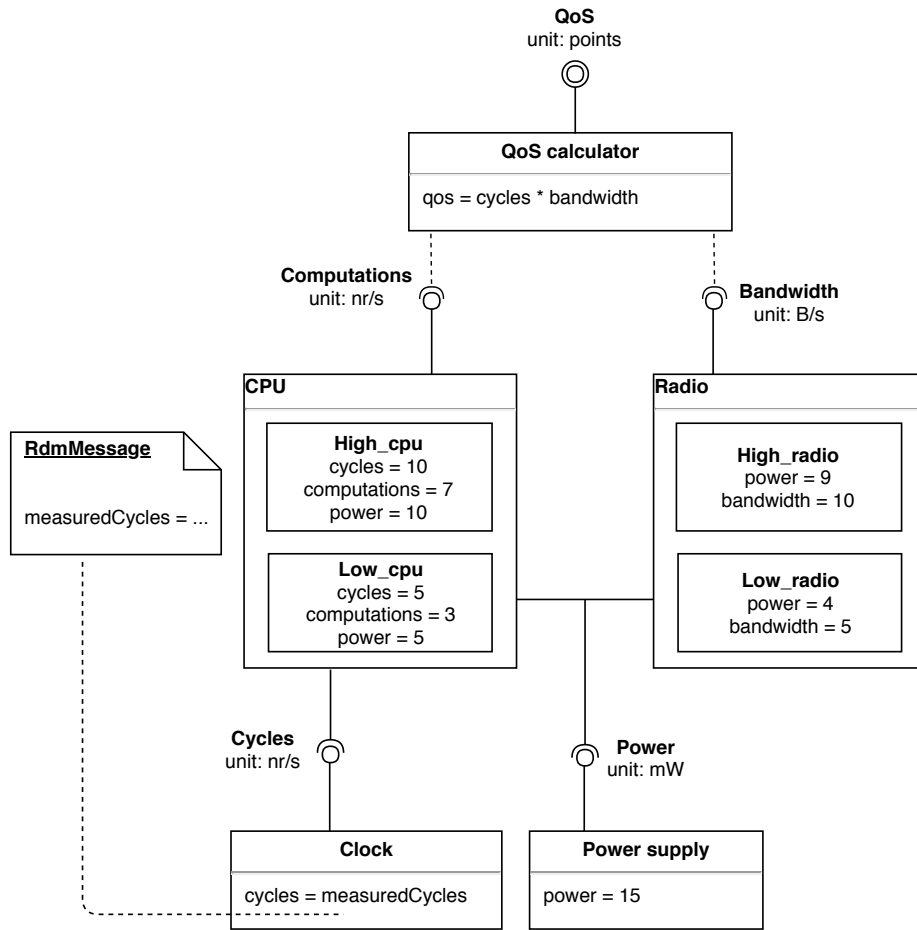 QoS
unit: points
QoS calculator
qos = cycles * bandwidth
Computations
unit: nr/s
Bandwidth
unit: B/s
CPU
High_cpu
cycles = 10
computations = 7
power = 10
Low_cpu
cycles = 5
computations = 3
power = 5
Radio
High_radio
power = 9
bandwidth = 10
Low_radio
power = 4
bandwidth = 5
RdmMessage
measuredCycles = ...
Cycles
unit: nr/s
Power
unit: mW
Clock
cycles = measuredCycles
Power supply
power = 15